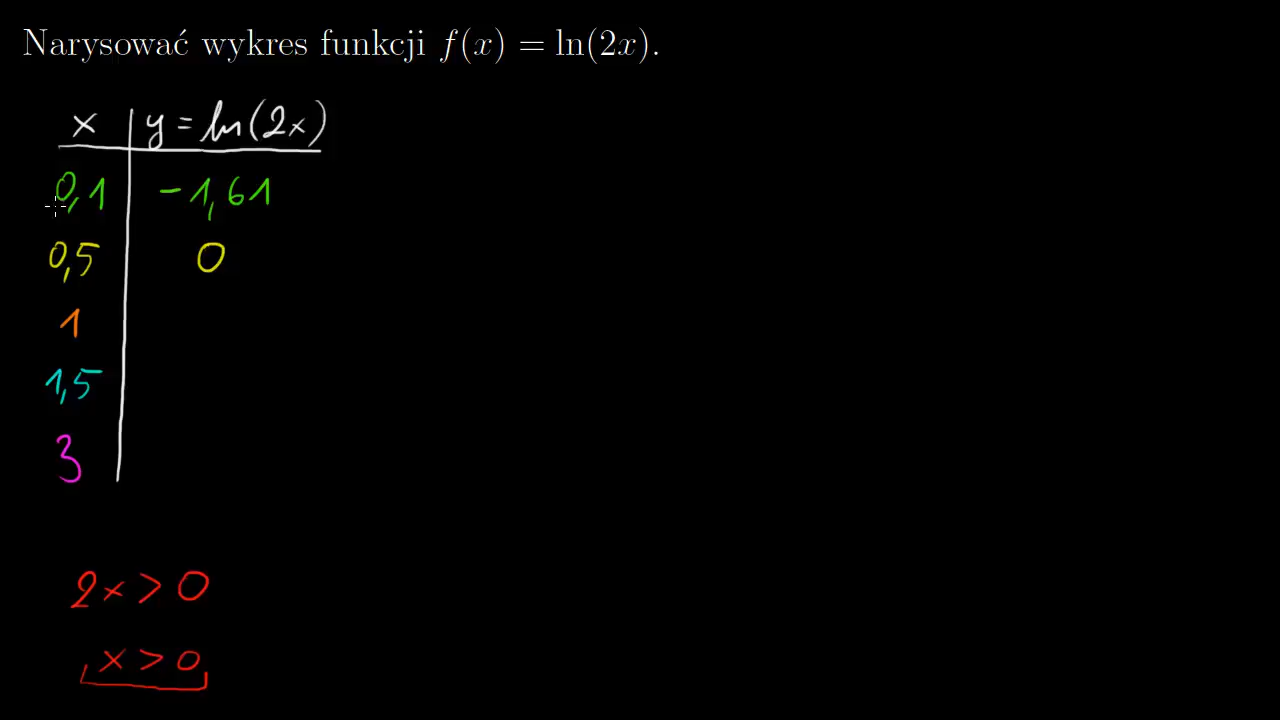 Narysować wykres funkcji f(x) = ln(2x).
x y = ln(2x)
0,1 -1,61
0,5 0
1
1,5
3
2x > 0
x > 0